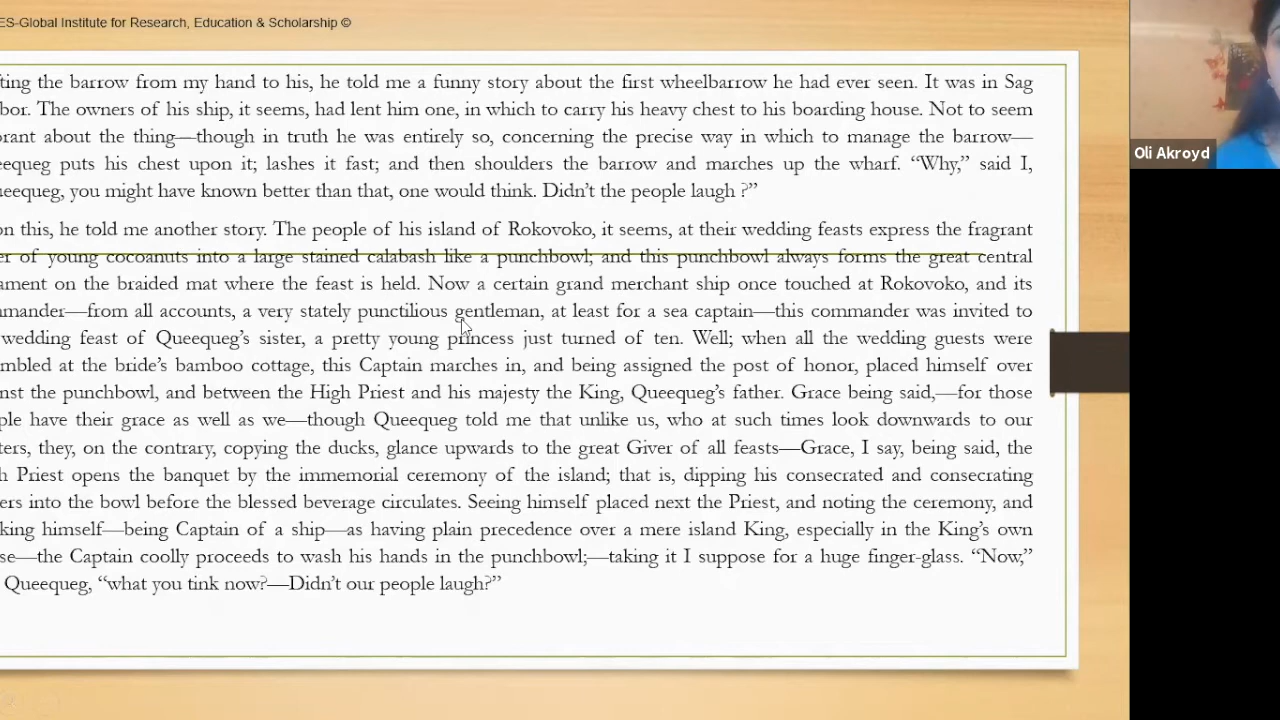 ES-Global Institute for Research, Education & Scholarship ©
ting the barrow from my hand to his, he told me a funny story about the first wheelbarrow he had ever seen. It was in Sag
bor. The owners of his ship, it seems, had lent him one, in which to carry his heavy chest to his boarding house. Not to seem
orant about the thing—though in truth he was entirely so, concerning the precise way in which to manage the barrow—
eequeg puts his chest upon it; lashes it fast; and then shoulders the barrow and marches up the wharf. “Why,” said I,
ueequeg, you might have known better than that, one would think. Didn’t the people laugh ?”
on this, he told me another story. The people of his island of Rokovoko, it seems, at their wedding feasts express the fragrant
er of young cocoanuts into a large stained calabash like a punchbowl; and this punchbowl always forms the great central
ament on the braided mat where the feast is held. Now a certain grand merchant ship once touched at Rokovoko, and its
mander—from all accounts, a very stately punctilious gentleman, at least for a sea captain—this commander was invited to
wedding feast of Queequeg’s sister, a pretty young princess just turned of ten. Well; when all the wedding guests were
mbled at the bride’s bamboo cottage, this Captain marches in, and being assigned the post of honor, placed himself over
nst the punchbowl, and between the High Priest and his majesty the King, Queequeg’s father. Grace being said,—for those
ple have their grace as well as we—though Queequeg told me that unlike us, who at such times look downwards to our
ters, they, on the contrary, copying the ducks, glance upwards to the great Giver of all feasts—Grace, I say, being said, the
h Priest opens the banquet by the immemorial ceremony of the island; that is, dipping his consecrated and consecrating
ers into the bowl before the blessed beverage circulates. Seeing himself placed next the Priest, and noting the ceremony, and
king himself—being Captain of a ship—as having plain precedence over a mere island King, especially in the King’s own
se—the Captain coolly proceeds to wash his hands in the punchbowl;—taking it I suppose for a huge finger-glass. “Now,”
Queequeg, “what you tink now?—Didn’t our people laugh?”
Oli Akroyd